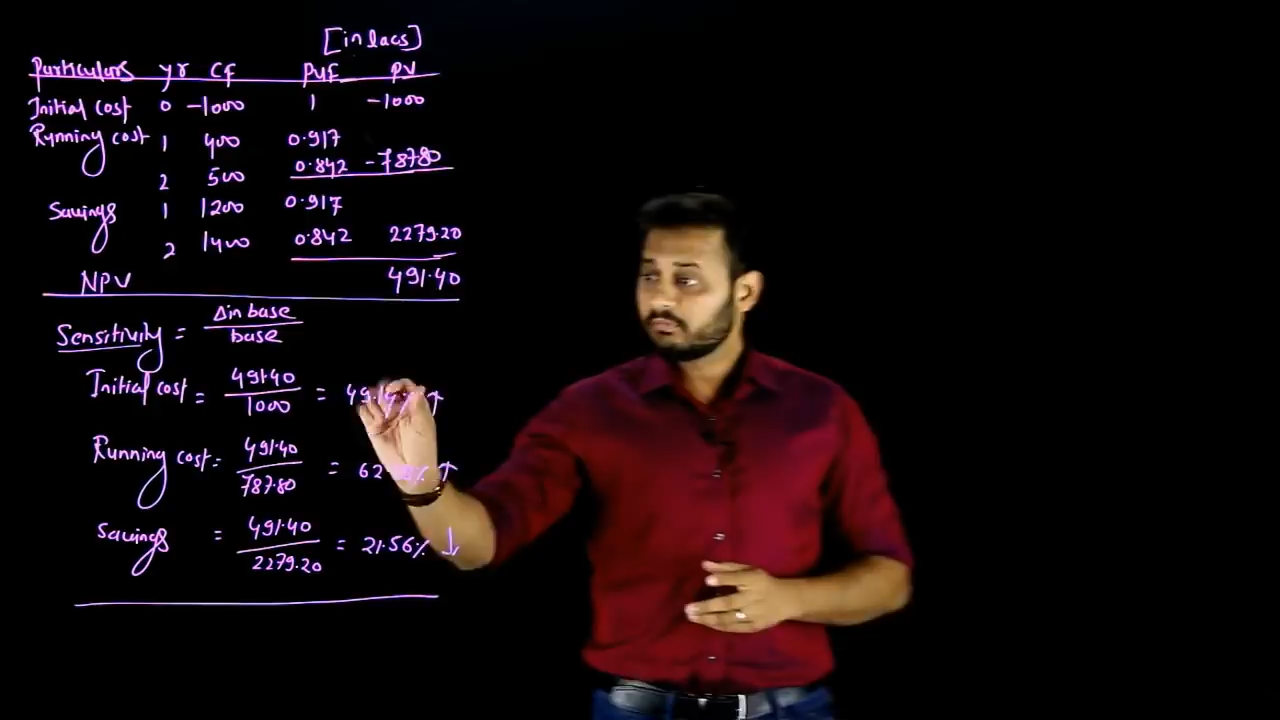 [in lacs]
Particulars yr Cf Pvf PV
Initial cost 0 -1000 1 -1000
Running cost 1 400 0.917
2 500 0.842 -787.80
Savings 1 1200 0.917
2 1400 0.842 2279.20
NPV 491.40
Sensitivity = Δin base / base
Initial cost = 491.40 / 1000 = ↑
Running cost = 491.40 / 787.80 = ↑
Savings = 491.40 / 2279.20 = 21.56% ↓